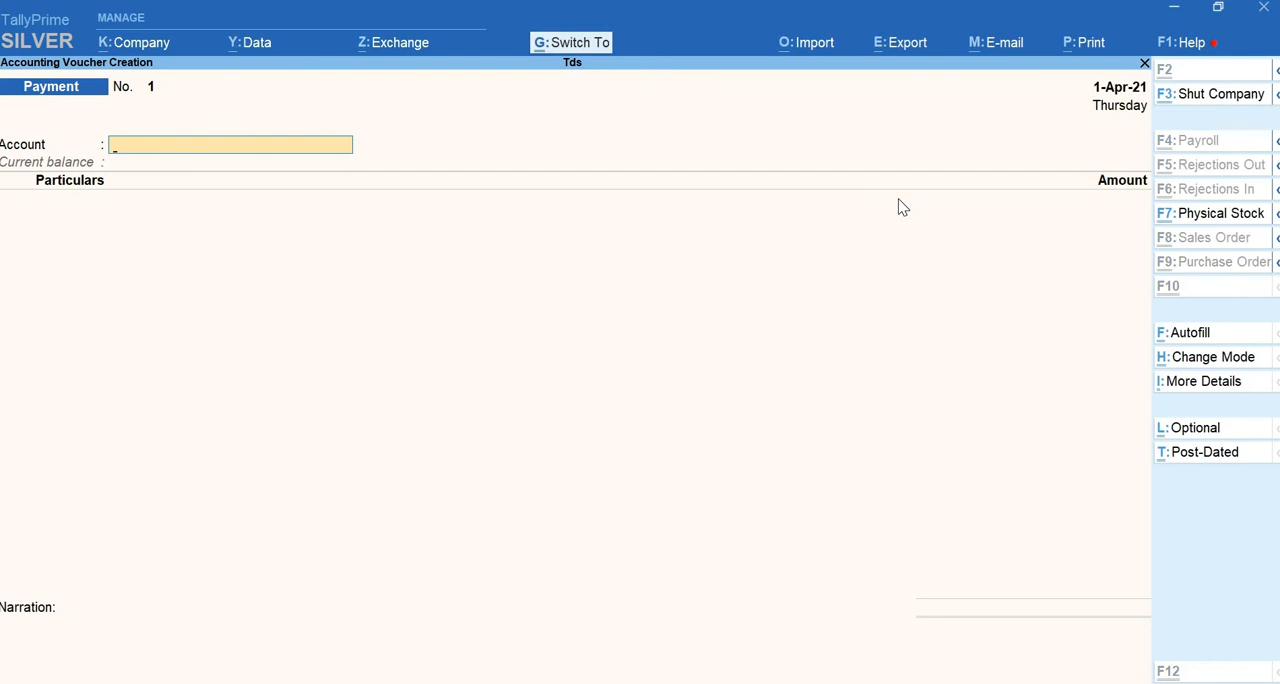 TallyPrime
MANAGE
SILVER
K:Company
Y:Data
Z:Exchange
G:Switch To
O:Import
E:Export
M:E-mail
P:Print
F1:Help
Accounting Voucher Creation
Tds
Payment
No. 1
1-Apr-21
Thursday
Account :
Current balance :
Particulars
Amount
Narration:
F2
F3:Shut Company
F4:Payroll
F5:Rejections Out
F6:Rejections In
F7:Physical Stock
F8:Sales Order
F9:Purchase Order
F10
F:Autofill
H:Change Mode
I:More Details
L:Optional
T:Post-Dated
F12